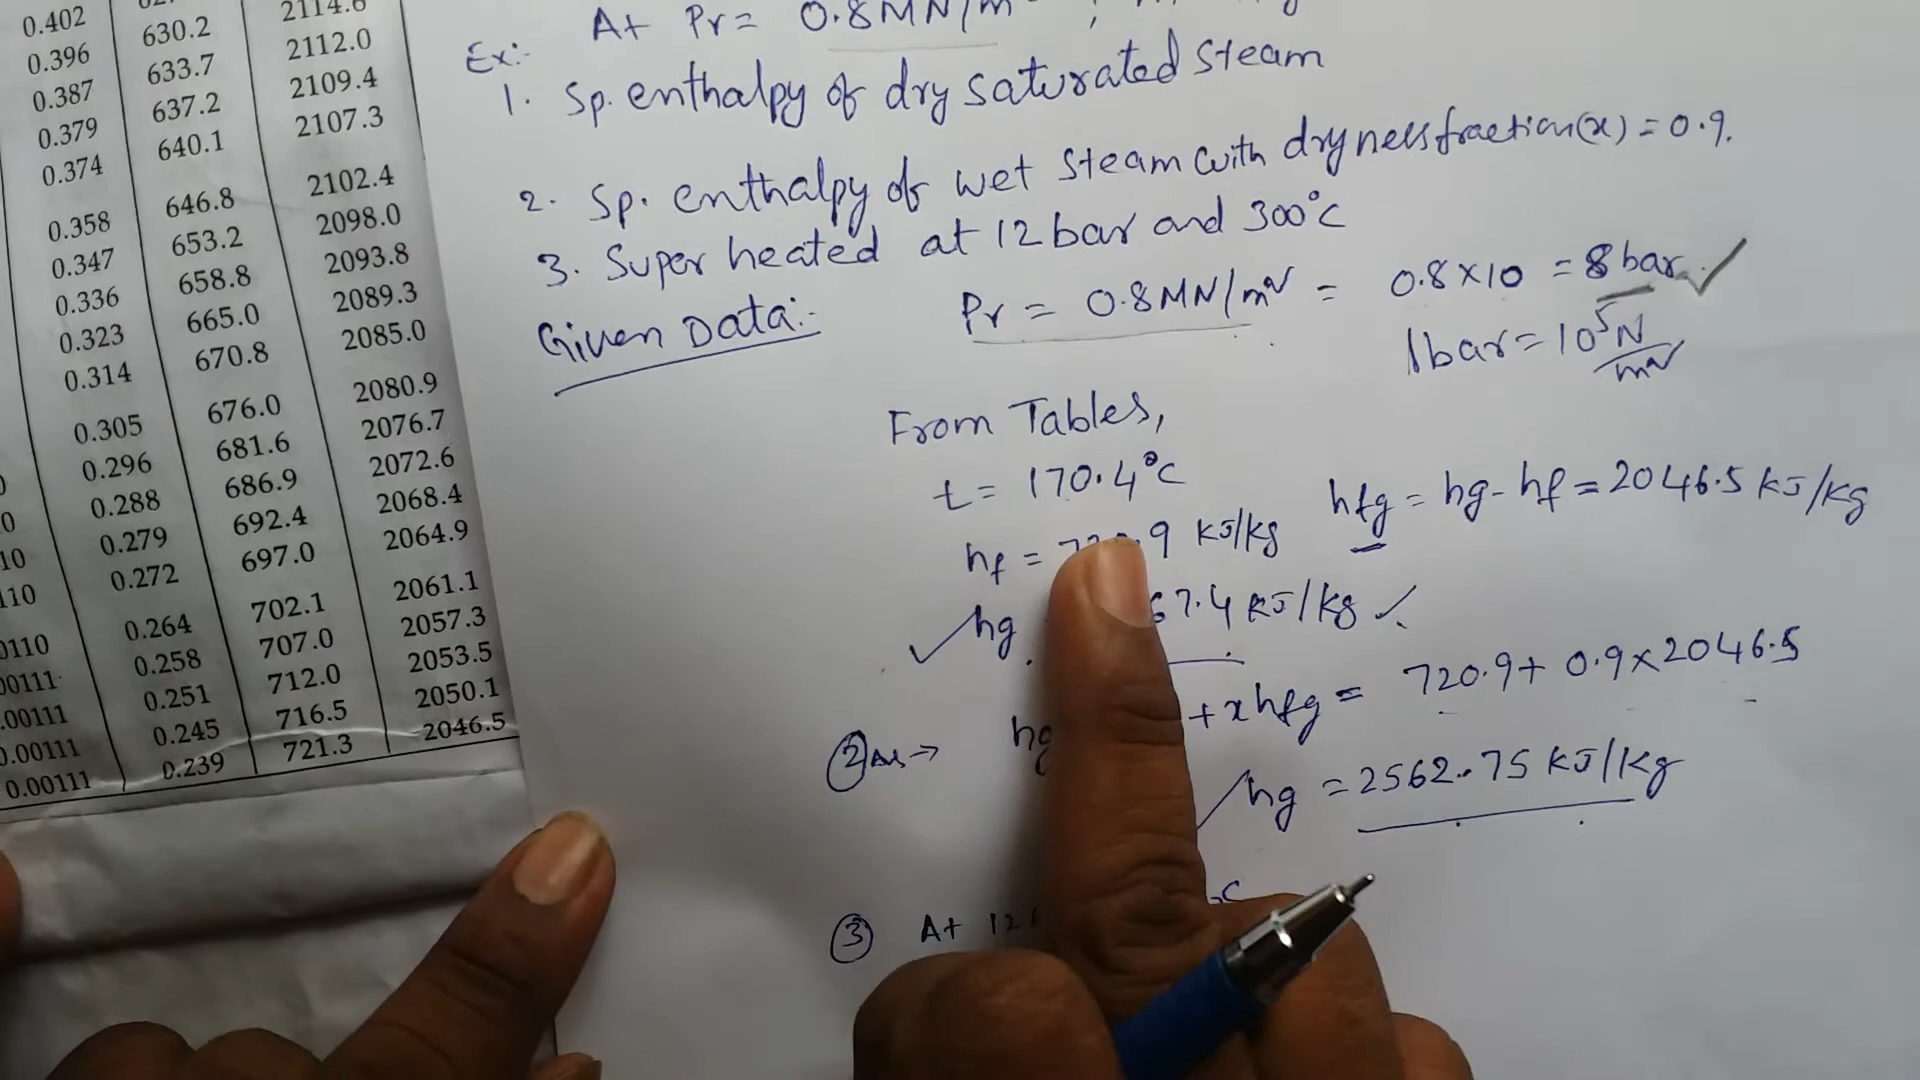 0.402
0.396 630.2 2112.0
0.387 633.7 2109.4
0.379 637.2 2107.3
0.374 640.1
0.358 646.8 2102.4
0.347 653.2 2098.0
0.336 658.8 2093.8
0.323 665.0 2089.3
0.314 670.8 2085.0
0.305 676.0 2080.9
0.296 681.6 2076.7
0.288 686.9 2072.6
0.279 692.4 2068.4
0.272 697.0 2064.9
0.264 702.1 2061.1
0.258 707.0 2057.3
0.251 712.0 2053.5
0.245 716.5 2050.1
0.00111 0.239 721.3 2046.5
At Pr = 0.8MN/m
Ex:-
1. Sp. enthalpy of dry saturated steam
2. Sp. enthalpy of wet steam with dryness fraction(x) = 0.9.
3. Super heated at 12 bar and 300°C
Given Data:- Pr = 0.8MN/m² = 0.8x10 = 8 bar. ✓
1bar = 10⁵ N/m²
From Tables,
t = 170.4°C
hf = .9 KJ/Kg hfg = hg - hf = 2046.5 KJ/Kg
✓ hg 67.4 KJ/Kg ✓
② Ans → hg + xhfg = 720.9 + 0.9 x 2046.5
hg = 2562.75 KJ/Kg
③ At 12